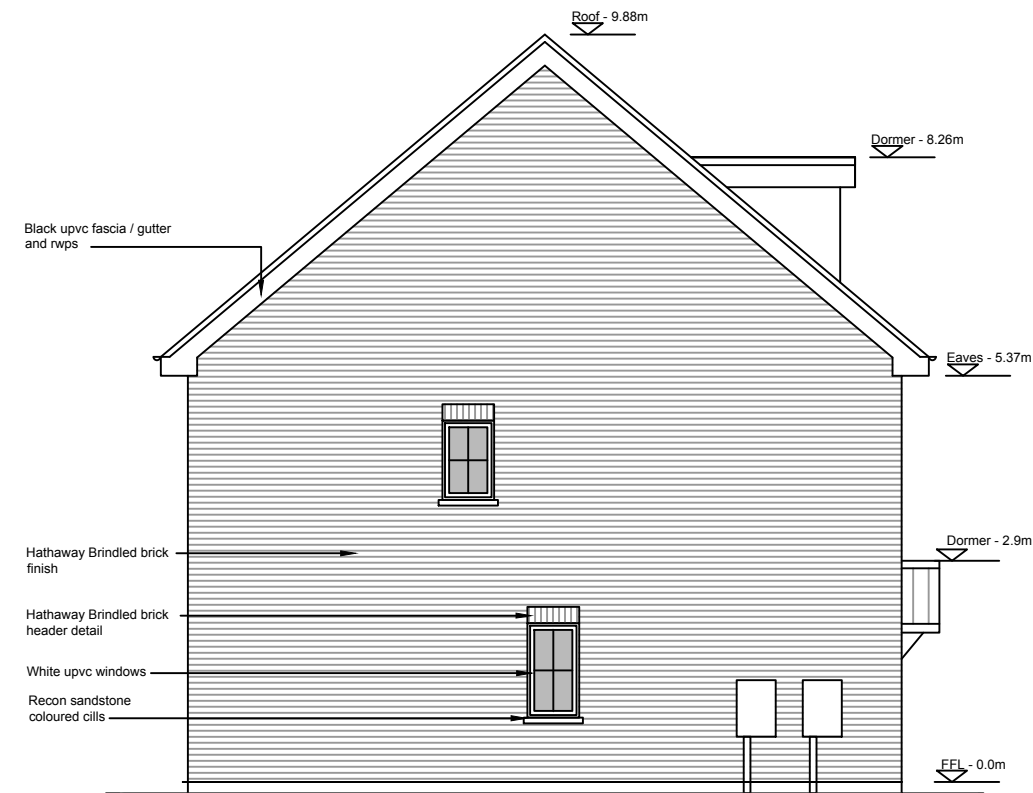 Roof - 9.88m
Dormer - 8.26m
Black upvc fascia / gutter
and rwps
Eaves - 5.37m
Dormer - 2.9m
Hathaway Brindled brick
finish
Hathaway Brindled brick
header detail
White upvc windows
Recon sandstone
coloured cills
FFL - 0.0m